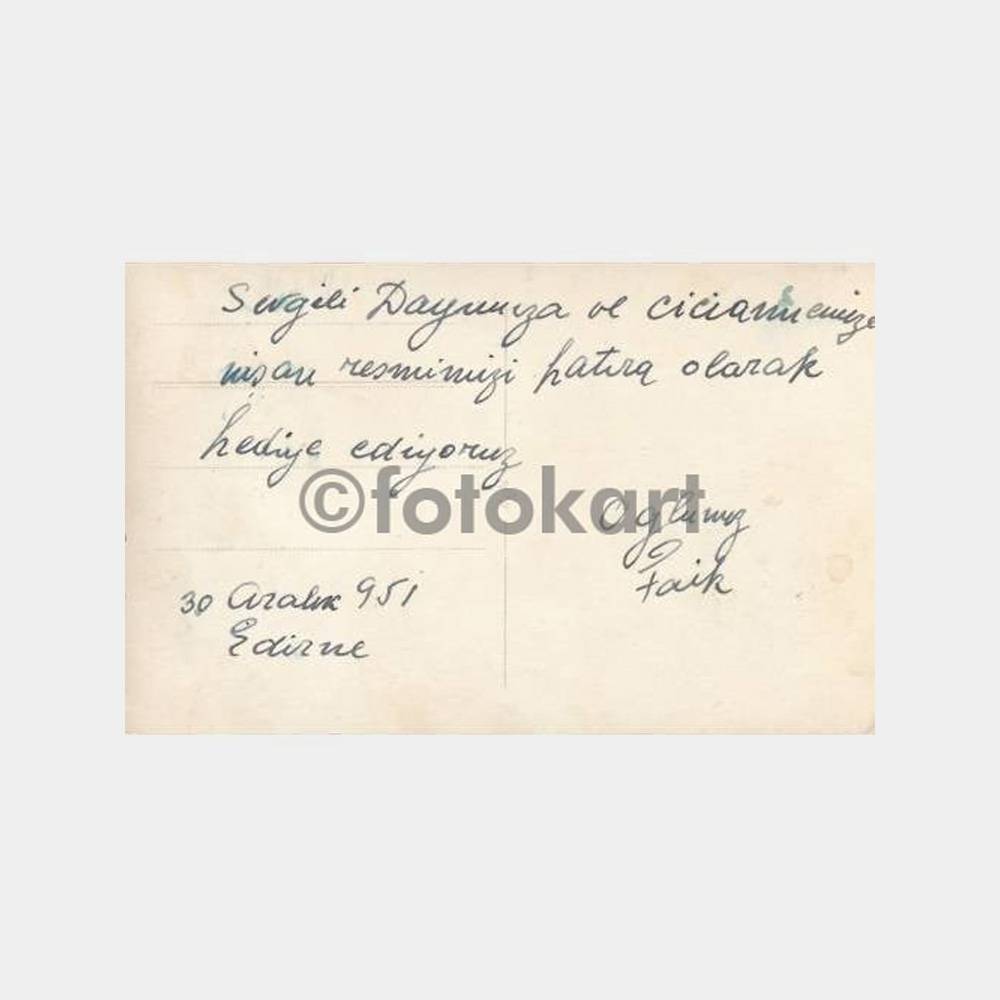 Sevgili Dayımıza ve ciciannemize
nişan resmimizi hatıra olarak
hediye ediyoruz
©fotokart
Oğlunuz
Faik
30 Aralık 951
Edirne